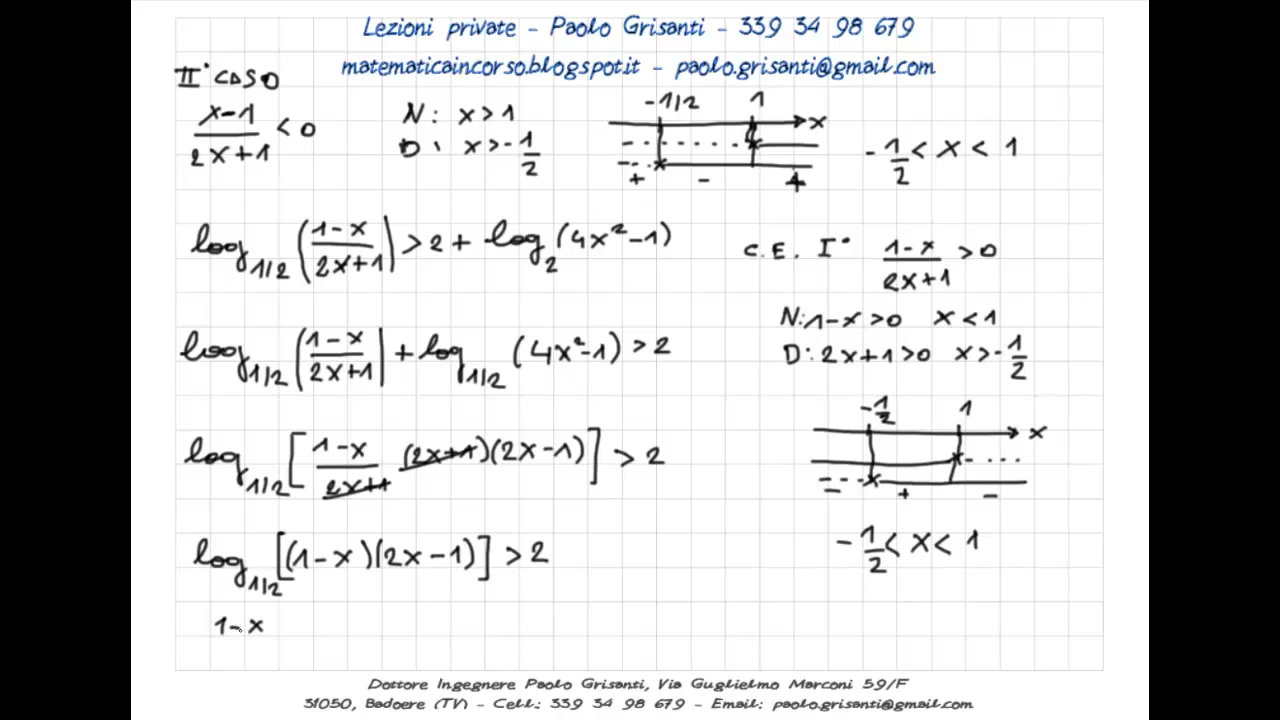 Lezioni private - Paolo Grisanti - 339 34 98 679
matematicaincorso.blogspot.it - paolo.grisanti@gmail.com
II° CASO
(x-1)/(2x+1) < 0
N: x > 1
D: x > -1/2
-1/2 1 x
+ - +
-1/2 < x < 1
log_{1/2} ((1-x)/(2x+1)) > 2 + log_2 (4x²-1)
C.E. I° (1-x)/(2x+1) > 0
N: 1-x > 0 x < 1
D: 2x+1 > 0 x > -1/2
log_{1/2} ((1-x)/(2x+1)) + log_{1/2} (4x²-1) > 2
-1/2 1 x
- + -
-1/2 < x < 1
log_{1/2} [(1-x)/(2x+1) (2x+1)(2x-1)] > 2
log_{1/2} [(1-x)(2x-1)] > 2
1-x
Dottore Ingegnere Paolo Grisanti, Via Guglielmo Marconi 59/F
31050, Badoere (TV) - Cell.: 339 34 98 679 - Email: paolo.grisanti@gmail.com